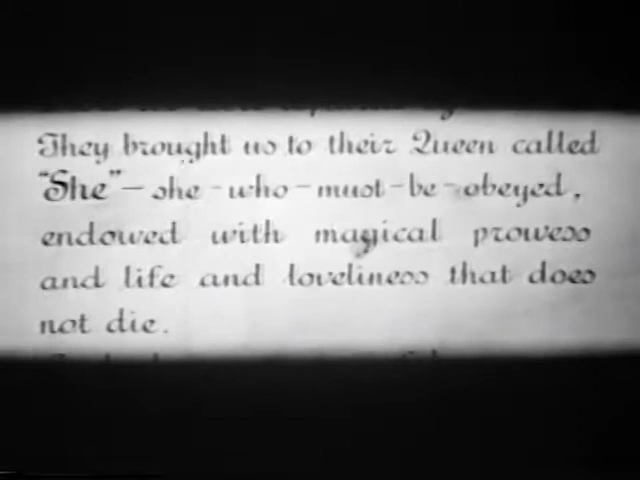 They brought us to their Queen called
"She" – she - who - must - be - obeyed,
endowed with magical prowess
and life and loveliness that does
not die.